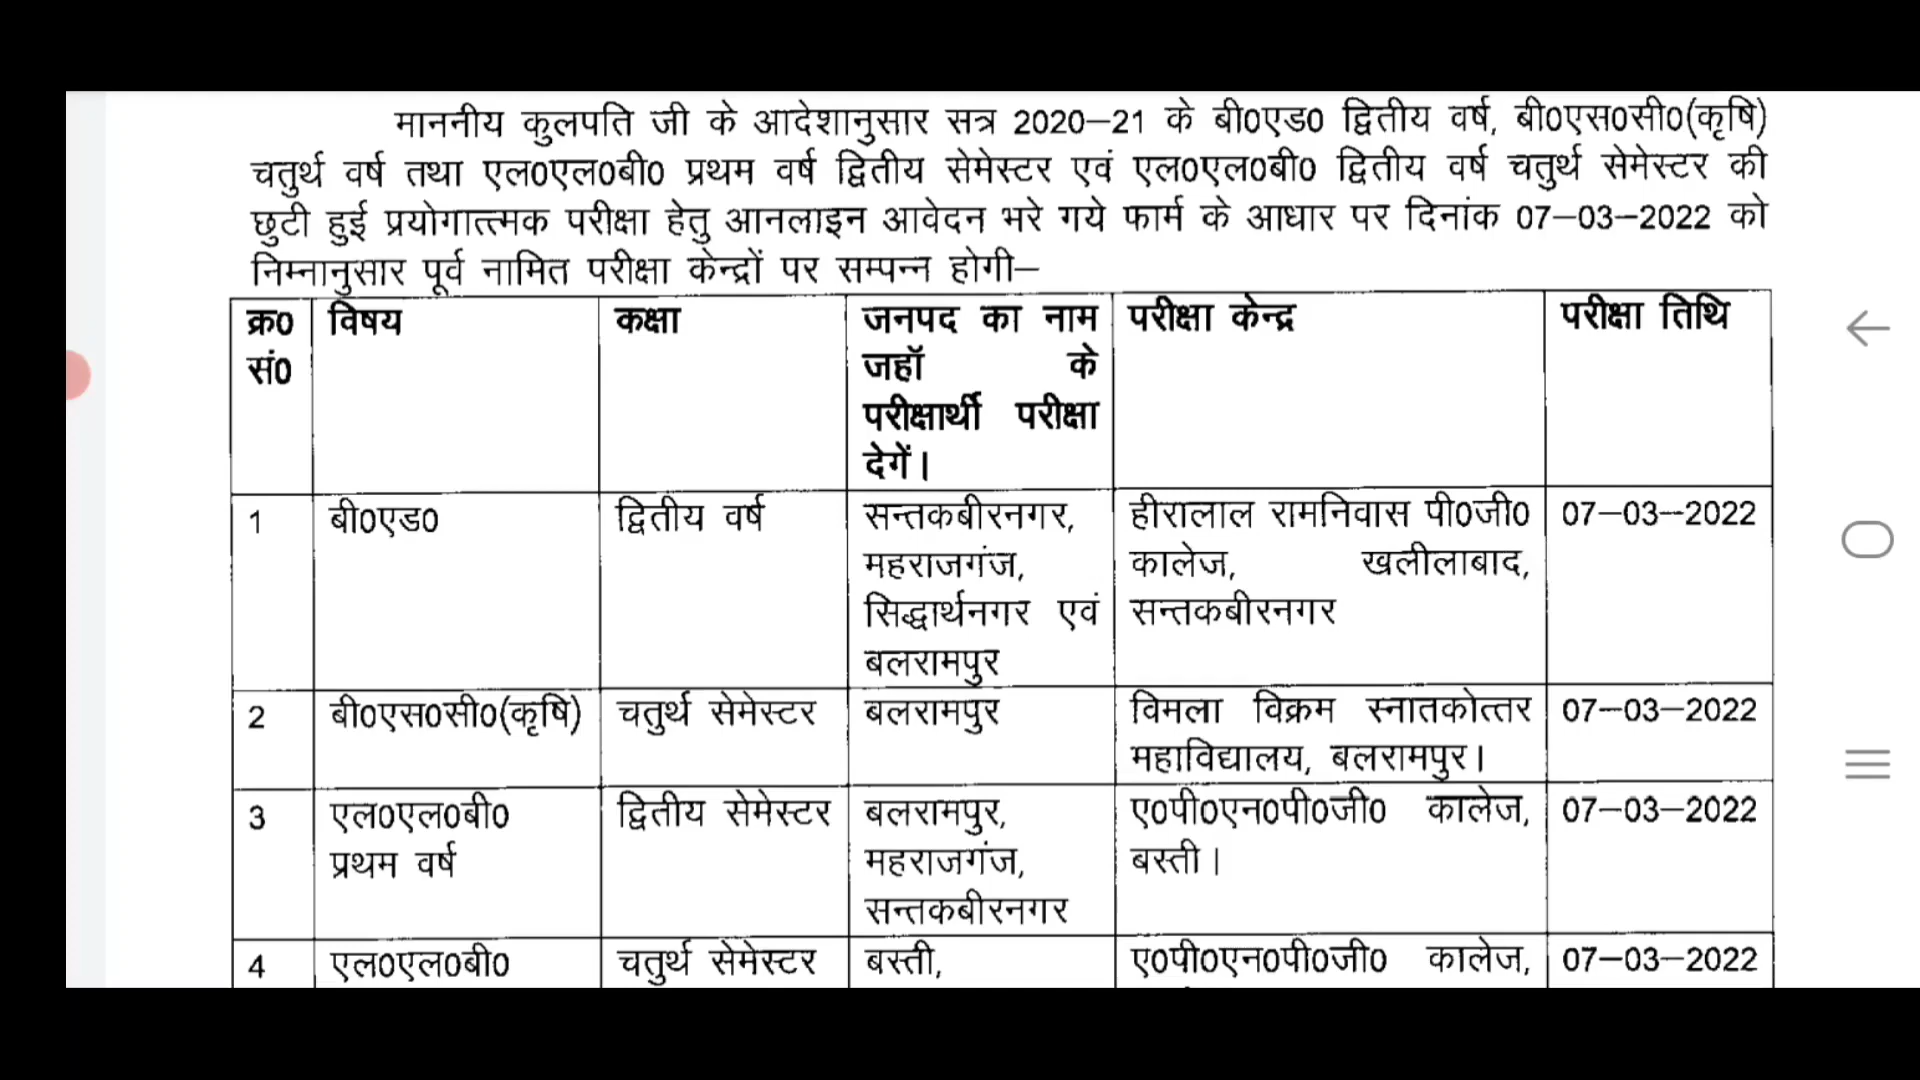 माननीय कुलपति जी के आदेशानुसार सत्र 2020–21 के बी0एड0 द्वितीय वर्ष, बी0एस0सी0(कृषि)
चतुर्थ वर्ष तथा एल0एल0बी0 प्रथम वर्ष द्वितीय सेमेस्टर एवं एल0एल0बी0 द्वितीय वर्ष चतुर्थ सेमेस्टर की
छुटी हुई प्रयोगात्त्मक परीक्षा हेतु आनलाइन आवेदन भरे गये फार्म के आधार पर दिनांक 07–03–2022 को
निम्नानुसार पूर्व नामित परीक्षा केन्द्रों पर सम्पन्न होगी–
क्र0 विषय कक्षा जनपद का नाम परीक्षा केन्द्र परीक्षा तिथि
सं0 जहॉ के
परीक्षार्थी परीक्षा
देगें।
1 बी0एड0 द्वितीय वर्ष सन्तकबीरनगर, हीरालाल रामनिवास पी0जी0 07–03–2022
महराजगंज, कालेज, खलीलाबाद,
सिद्धार्थनगर एवं सन्तकबीरनगर
बलरामपुर
2 बी0एस0सी0(कृषि) चतुर्थ सेमेस्टर बलरामपुर विमला विक्रम स्नातकोत्तर 07–03–2022
महाविद्यालय, बलरामपुर।
3 एल0एल0बी0 द्वितीय सेमेस्टर बलरामपुर, ए0पी0एन0पी0जी0 कालेज, 07–03–2022
प्रथम वर्ष महराजगंज, बस्ती।
सन्तकबीरनगर
4 एल0एल0बी0 चतुर्थ सेमेस्टर बस्ती, ए0पी0एन0पी0जी0 कालेज, 07–03–2022